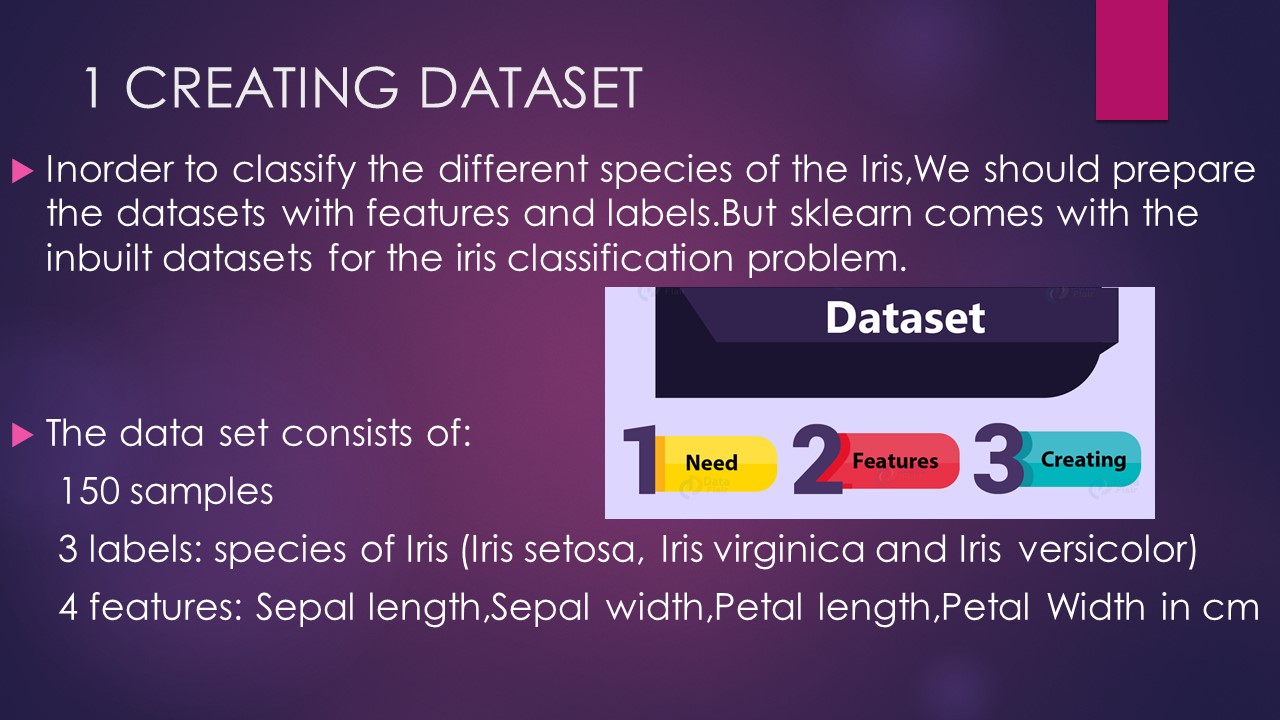 1 CREATING DATASET
Inorder to classify the different species of the Iris,We should prepare
the datasets with features and labels.But sklearn comes with the
inbuilt datasets for the iris classification problem.
Dataset
1 Need 2 Features 3 Creating
The data set consists of:
150 samples
3 labels: species of Iris (Iris setosa, Iris virginica and Iris versicolor)
4 features: Sepal length,Sepal width,Petal length,Petal Width in cm